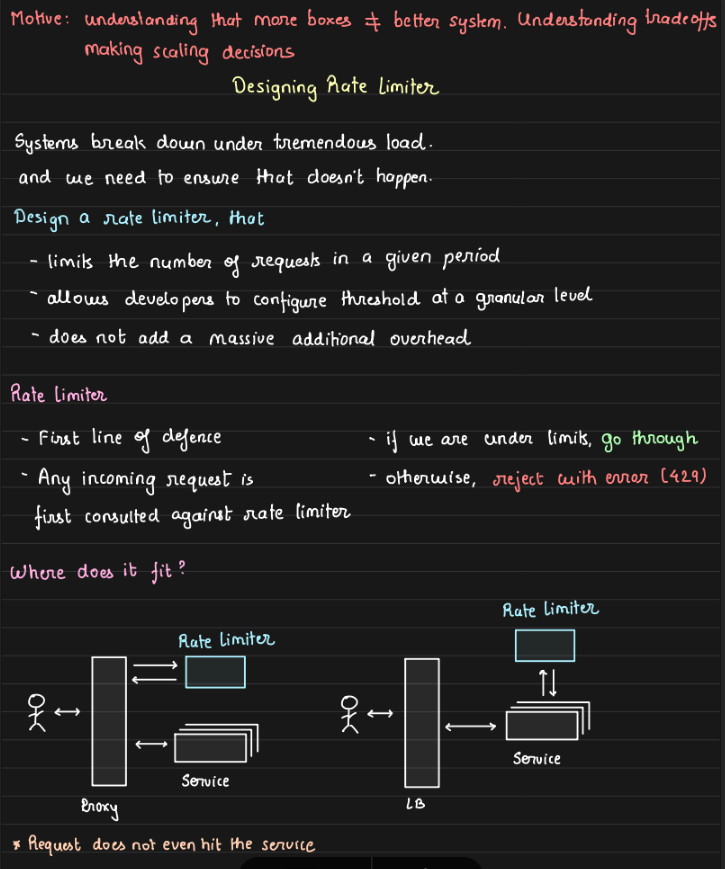 Motive: understanding that more boxes ≠ better system. Understanding tradeoffs
making scaling decisions
Designing Rate Limiter
Systems break down under tremendous load.
and we need to ensure that doesn't happen.
Design a rate limiter, that
- limits the number of requests in a given period
- allows developers to configure threshold at a granular level
- does not add a massive additional overhead
Rate limiter
- First line of defence
- Any incoming request is
first consulted against rate limiter
- if we are under limits, go through
- otherwise, reject with error (429)
Where does it fit?
Rate limiter
Service
Proxy
* Request does not even hit the service
Rate limiter
Service
LB